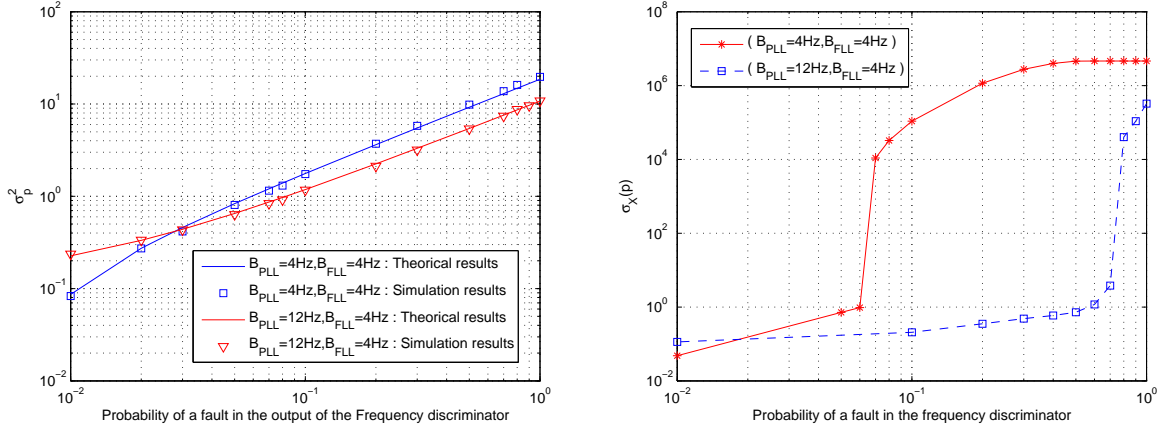 10^2
10^1
10^0
10^-1
10^-2
σ_p^2
10^-2
10^-1
10^0
Probability of a fault in the output of the Frequency discriminator
B_PLL=4Hz,B_FLL=4Hz : Theorical results
B_PLL=4Hz,B_FLL=4Hz : Simulation results
B_PLL=12Hz,B_FLL=4Hz : Theorical results
B_PLL=12Hz,B_FLL=4Hz : Simulation results
10^8
10^6
10^4
10^2
10^0
10^-2
σ_X(p)
10^-2
10^-1
10^0
Probability of a fault in the frequency discriminator
( B_PLL=4Hz,B_FLL=4Hz )
( B_PLL=12Hz,B_FLL=4Hz )